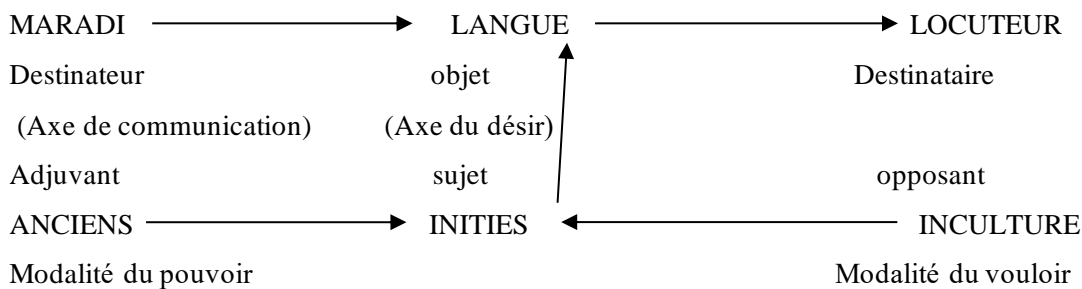 MARADI LANGUE LOCUTEUR
Destinateur objet Destinataire
(Axe de communication) (Axe du désir)
Adjuvant sujet opposant
ANCIENS INITIES INCULTURE
Modalité du pouvoir Modalité du vouloir